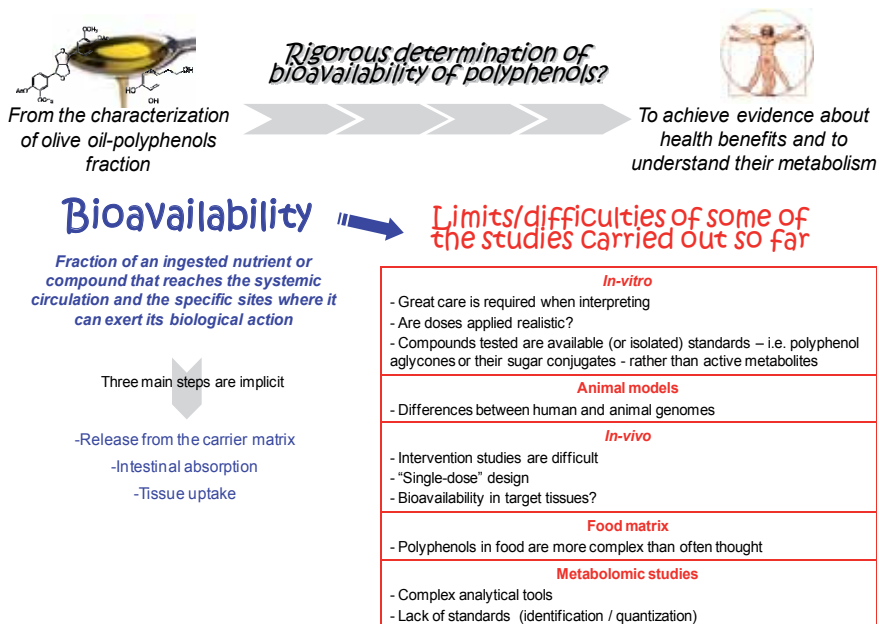 Rigorous determination of
bioavailability of polyphenols?
OCH₃
HO
OH
OH
From the characterization
of olive oil-polyphenols
fraction
To achieve evidence about
health benefits and to
understand their metabolism
Bioavailability
Fraction of an ingested nutrient or
compound that reaches the systemic
circulation and the specific sites where it
can exert its biological action
Three main steps are implicit
-Release from the carrier matrix
-Intestinal absorption
-Tissue uptake
Limits/difficulties of some of
the studies carried out so far
In-vitro
- Great care is required when interpreting
- Are doses applied realistic?
- Compounds tested are available (or isolated) standards – i.e. polyphenol
aglycones or their sugar conjugates - rather than active metabolites
Animal models
- Differences between human and animal genomes
In-vivo
- Intervention studies are difficult
- “Single-dose” design
- Bioavailability in target tissues?
Food matrix
- Polyphenols in food are more complex than often thought
Metabolomic studies
- Complex analytical tools
- Lack of standards (identification / quantization)